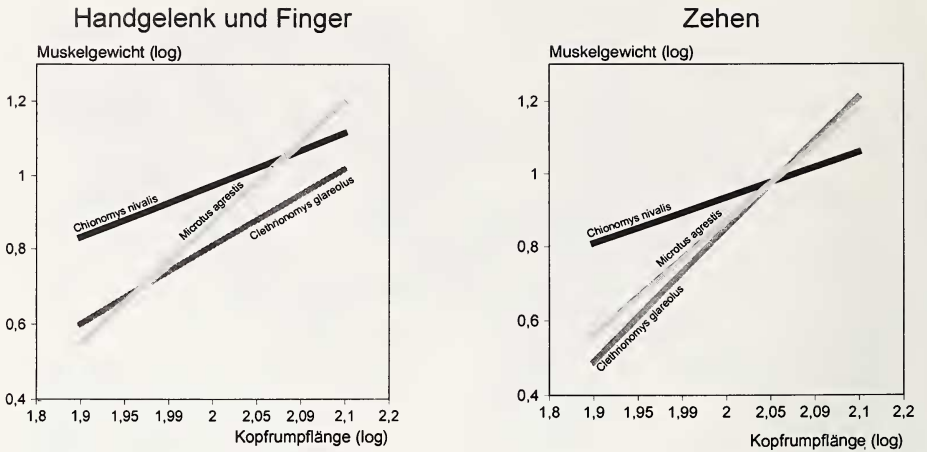 Handgelenk und Finger
Muskelgewicht (log)
1,2
1
0,8
0,6
0,4
Chionomys nivalis
Microtus agrestis
Clethrionomys glareolus
1,8 1,9 1,95 1,99 2 2,05 2,09 2,1 2,2
Kopfrumpflänge (log)
Zehen
Muskelgewicht (log)
1,2
1
0,8
0,6
0,4
Chionomys nivalis
Microtus agrestis
Clethrionomys glareolus
1,8 1,9 1,95 1,99 2 2,05 2,09 2,1 2,2
Kopfrumpflänge (log)